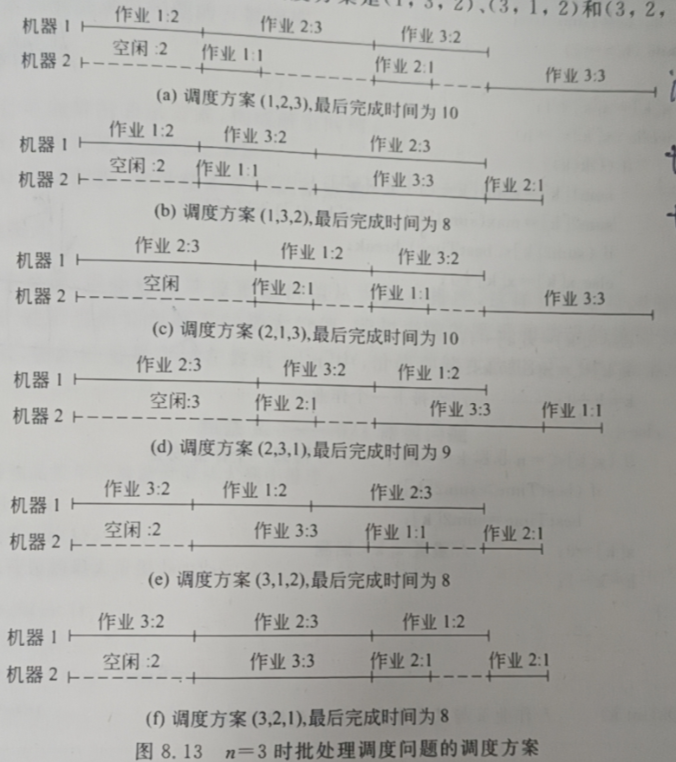 方案是(1,3,2)、(3,1,2)和(3,2,
机器 1 作业 1:2 作业 2:3 作业 3:2
机器 2 空闲 :2 作业 1:1 作业 2:1 作业 3:3
(a) 调度方案 (1,2,3),最后完成时间为 10
机器 1 作业 1:2 作业 3:2 作业 2:3
机器 2 空闲 :2 作业 1:1 作业 3:3 作业 2:1
(b) 调度方案 (1,3,2),最后完成时间为 8
机器 1 作业 2:3 作业 1:2 作业 3:2
机器 2 空闲 作业 2:1 作业 1:1 作业 3:3
(c) 调度方案 (2,1,3),最后完成时间为 10
机器 1 作业 2:3 作业 3:2 作业 1:2
机器 2 空闲:3 作业 2:1 作业 3:3 作业 1:1
(d) 调度方案 (2,3,1),最后完成时间为 9
机器 1 作业 3:2 作业 1:2 作业 2:3
机器 2 空闲 :2 作业 3:3 作业 1:1 作业 2:1
(e) 调度方案 (3,1,2),最后完成时间为 8
机器 1 作业 3:2 作业 2:3 作业 1:2
机器 2 空闲 :2 作业 3:3 作业 2:1 作业 2:1
(f) 调度方案 (3,2,1),最后完成时间为 8
图 8.13 n=3 时批处理调度问题的调度方案